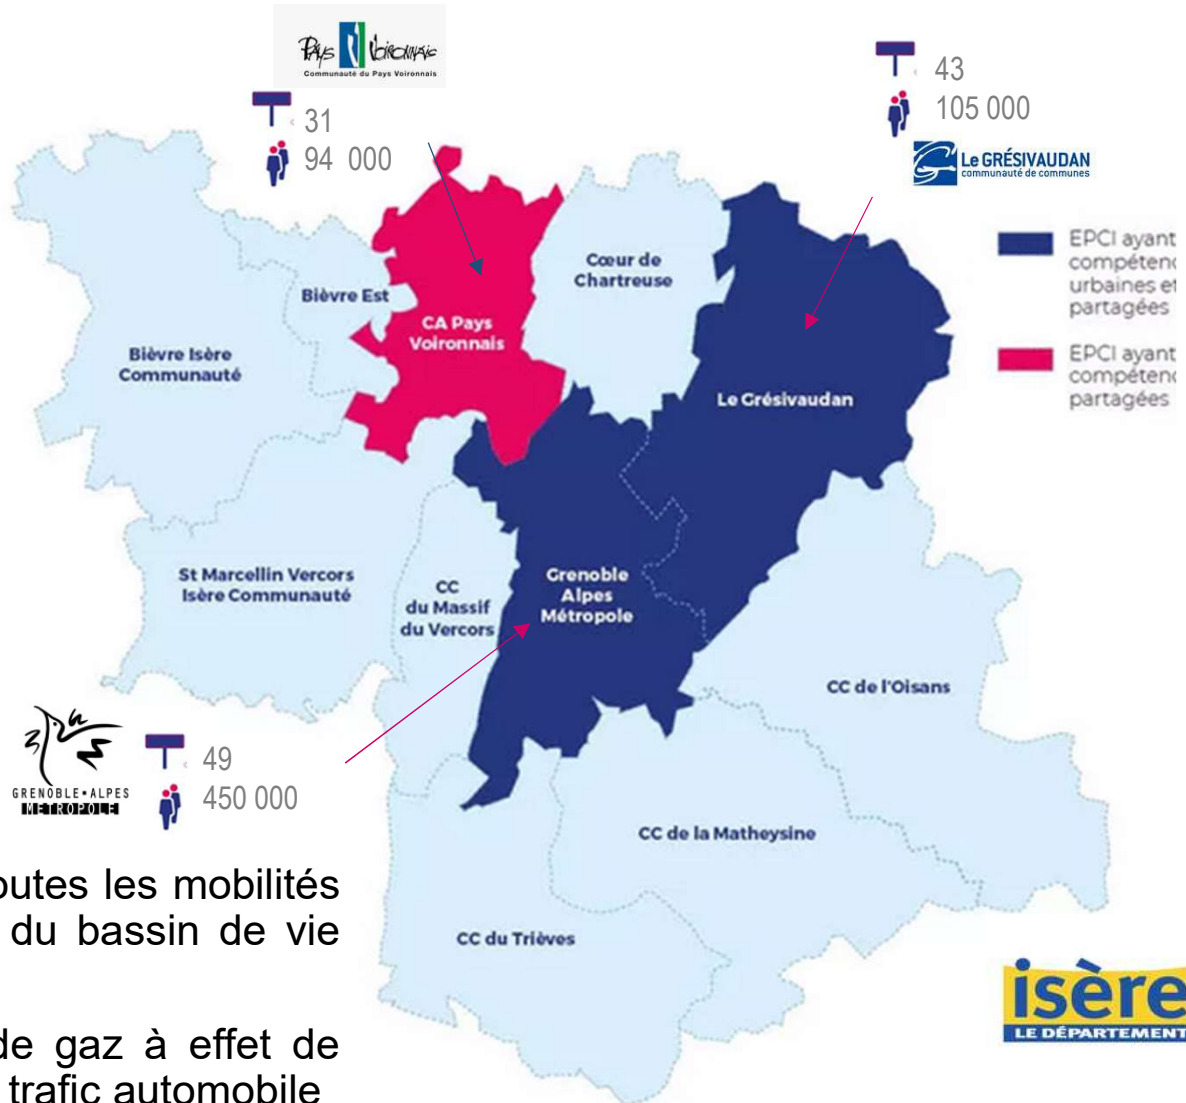 Pays Voironnais
Communauté du Pays Voironnais
31
94 000
43
105 000
Le GRÉSIVAUDAN
communauté de communes
EPCI ayant
compétenc
urbaines et
partagées
EPCI ayant
compétenc
partagées
Cœur de
Chartreuse
Bièvre Est
CA Pays
Voironnais
Bièvre Isère
Communauté
Le Grésivaudan
St Marcellin Vercors
Isère Communauté
CC
du Massif
du Vercors
Grenoble
Alpes
Métropole
CC de l'Oisans
GRENOBLE•ALPES
METROPOLE
49
450 000
CC de la Matheysine
CC du Trièves
outes les mobilités
du bassin de vie
de gaz à effet de
trafic automobile
isère
LE DÉPARTEMENT